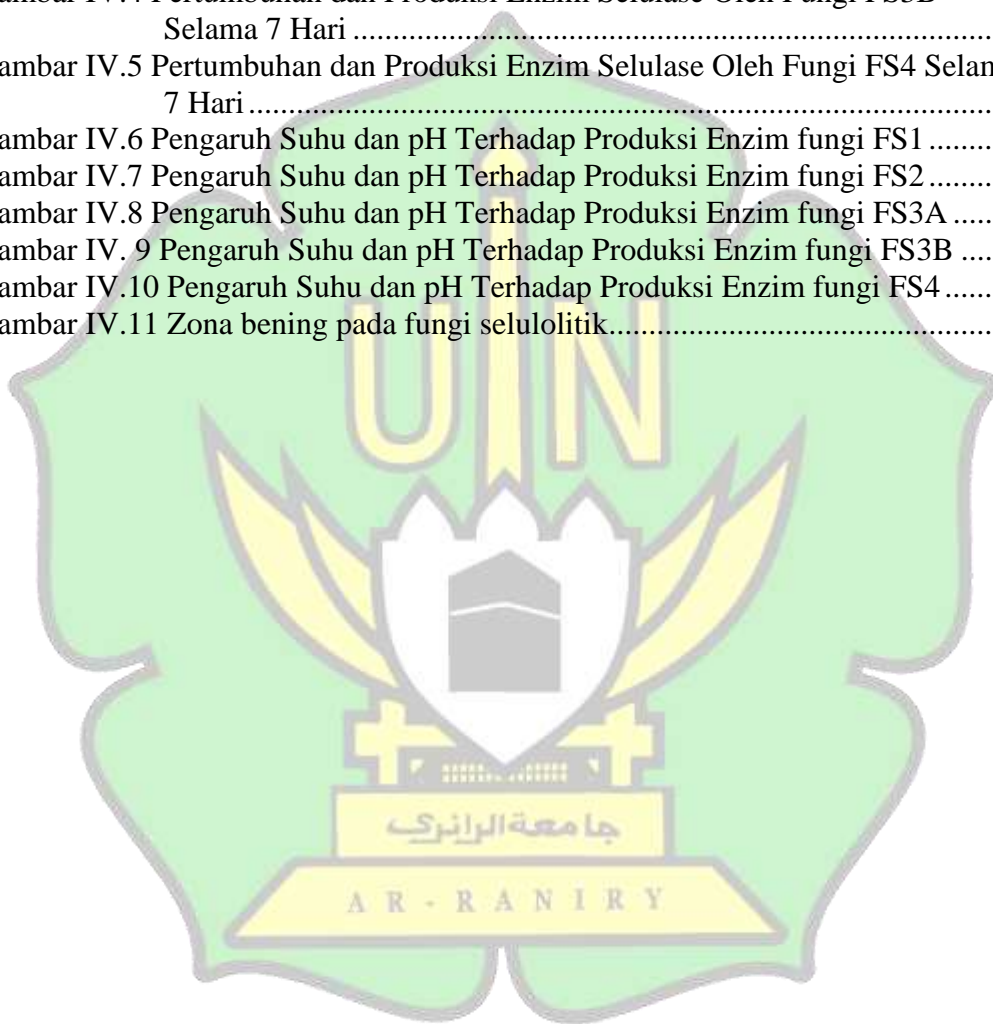 ambar IV.4 Pertumbuhan dan Produksi Enzim Selulase Oleh Fungi FS3B
Selama 7 Hari ................................................................................
ambar IV.5 Pertumbuhan dan Produksi Enzim Selulase Oleh Fungi FS4 Selam
7 Hari .............................................................................................
ambar IV.6 Pengaruh Suhu dan pH Terhadap Produksi Enzim fungi FS1 ........
ambar IV.7 Pengaruh Suhu dan pH Terhadap Produksi Enzim fungi FS2 ........
ambar IV.8 Pengaruh Suhu dan pH Terhadap Produksi Enzim fungi FS3A .....
ambar IV. 9 Pengaruh Suhu dan pH Terhadap Produksi Enzim fungi FS3B ....
ambar IV.10 Pengaruh Suhu dan pH Terhadap Produksi Enzim fungi FS4 ......
ambar IV.11 Zona bening pada fungi selulolitik................................................
UIN
جامعة الرانري
AR-RANIRY